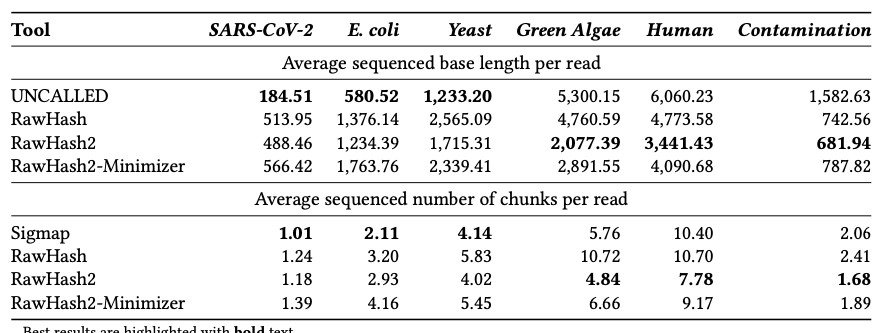 Tool SARS-CoV-2 E. coli Yeast Green Algae Human Contamination
Average sequenced base length per read
UNCALLED 184.51 580.52 1,233.20 5,300.15 6,060.23 1,582.63
RawHash 513.95 1,376.14 2,565.09 4,760.59 4,773.58 742.56
RawHash2 488.46 1,234.39 1,715.31 2,077.39 3,441.43 681.94
RawHash2-Minimizer 566.42 1,763.76 2,339.41 2,891.55 4,090.68 787.82
Average sequenced number of chunks per read
Sigmap 1.01 2.11 4.14 5.76 10.40 2.06
RawHash 1.24 3.20 5.83 10.72 10.70 2.41
RawHash2 1.18 2.93 4.02 4.84 7.78 1.68
RawHash2-Minimizer 1.39 4.16 5.45 6.66 9.17 1.89
Best results are highlighted with bold text